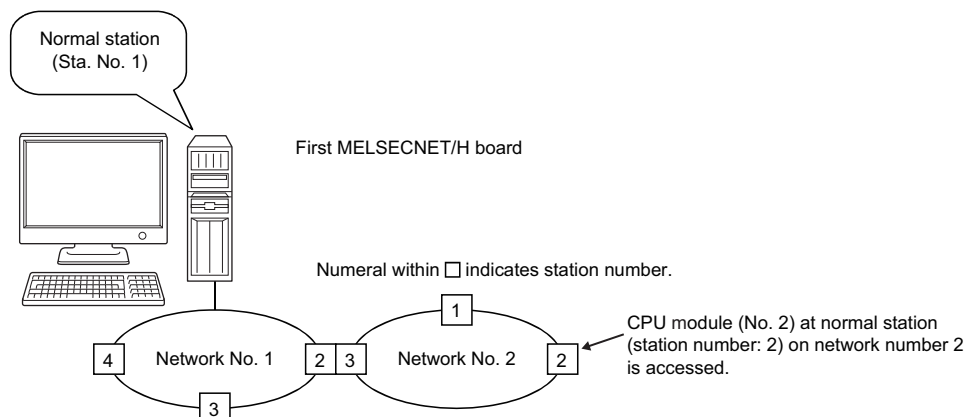 Normal station
(Sta. No. 1)
First MELSECNET/H board
Numeral within □ indicates station number.
1
CPU module (No. 2) at normal station
(station number: 2) on network number 2
is accessed.
4
Network No. 1
2
3
Network No. 2
2
3